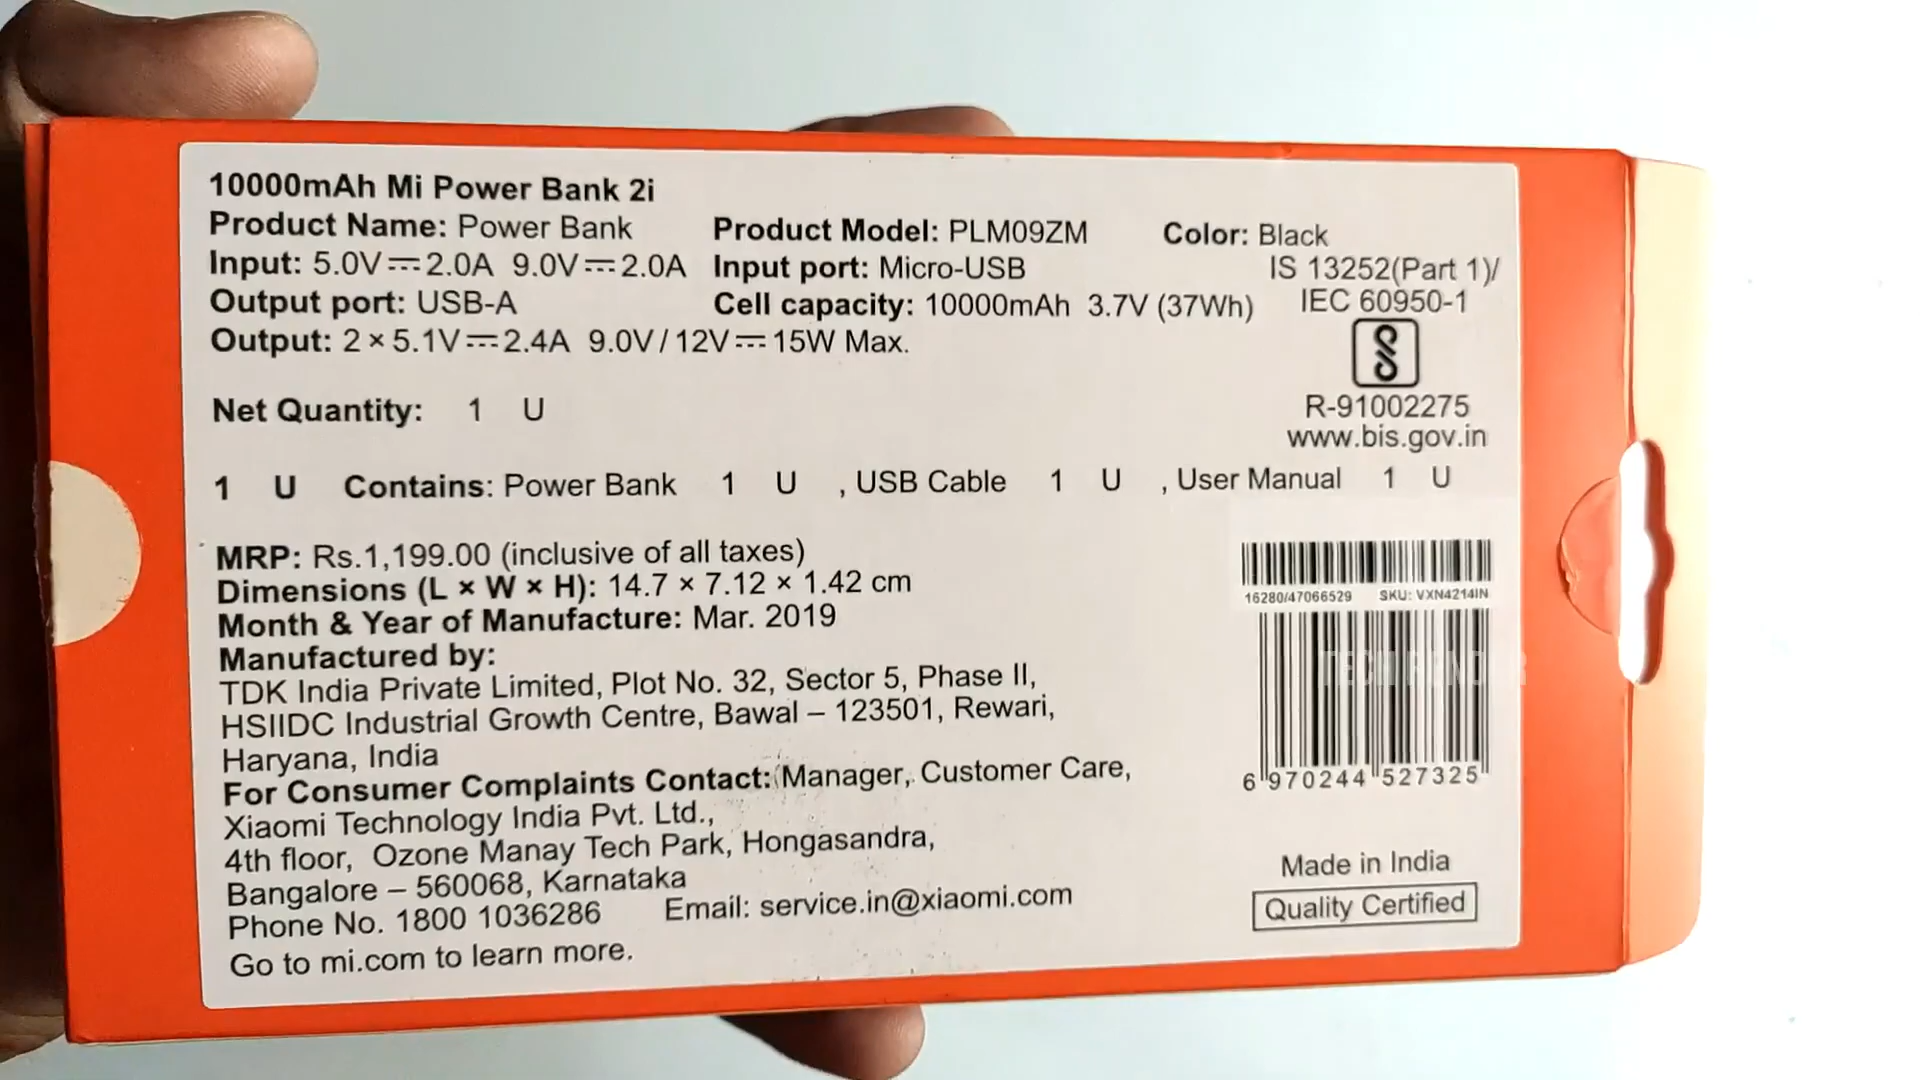 10000mAh Mi Power Bank 2i
Product Name: Power Bank Product Model: PLM09ZM Color: Black
Input: 5.0V⎓2.0A 9.0V⎓2.0A Input port: Micro-USB IS 13252(Part 1)/
Output port: USB-A Cell capacity: 10000mAh 3.7V (37Wh) IEC 60950-1
Output: 2 × 5.1V⎓2.4A 9.0V / 12V⎓15W Max.
R-91002275
www.bis.gov.in
Net Quantity: 1 U
1 U Contains: Power Bank 1 U , USB Cable 1 U , User Manual 1 U
MRP: Rs.1,199.00 (inclusive of all taxes)
Dimensions (L × W × H): 14.7 × 7.12 × 1.42 cm
Month & Year of Manufacture: Mar. 2019
Manufactured by:
TDK India Private Limited, Plot No. 32, Sector 5, Phase II,
HSIIDC Industrial Growth Centre, Bawal – 123501, Rewari,
Haryana, India
For Consumer Complaints Contact: Manager, Customer Care,
Xiaomi Technology India Pvt. Ltd.,
4th floor, Ozone Manay Tech Park, Hongasandra,
Bangalore – 560068, Karnataka
Phone No. 1800 1036286 Email: service.in@xiaomi.com
Go to mi.com to learn more.
16280/47066529 SKU: VXN4214IN
6 970244 527325
Made in India
Quality Certified